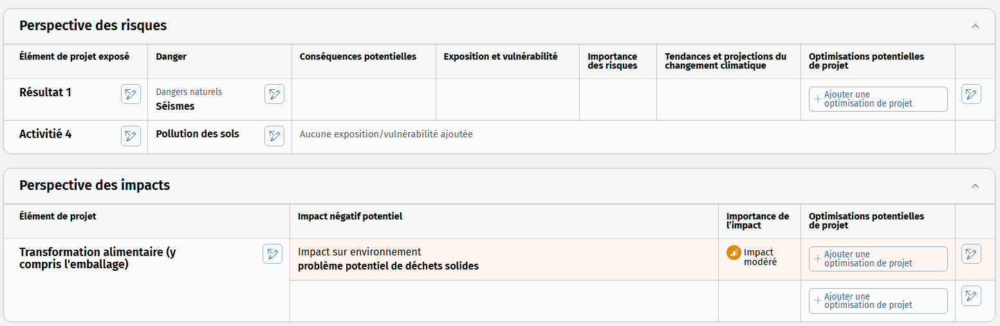 Perspective des risques
Élément de projet exposé
Danger
Conséquences potentielles
Exposition et vulnérabilité
Importance
des risques
Tendances et projections du
changement climatique
Optimisations potentielles
de projet
Résultat 1
Dangers naturels
Séismes
Ajouter une
optimisation de projet
Activitié 4
Pollution des sols
Aucune exposition/vulnérabilité ajoutée
Perspective des impacts
Élément de projet
Impact négatif potentiel
Importance de
l'impact
Optimisations potentielles
de projet
Transformation alimentaire (y
compris l'emballage)
Impact sur environnement
problème potentiel de déchets solides
Impact
modéré
Ajouter une
optimisation de projet
Ajouter une
optimisation de projet